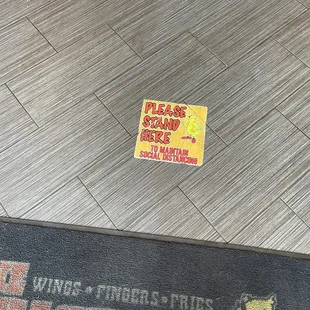 PLEASE
STAND
HERE
TO MAINTAIN
SOCIAL DISTANCING
WINGS • FINGERS • FRIES